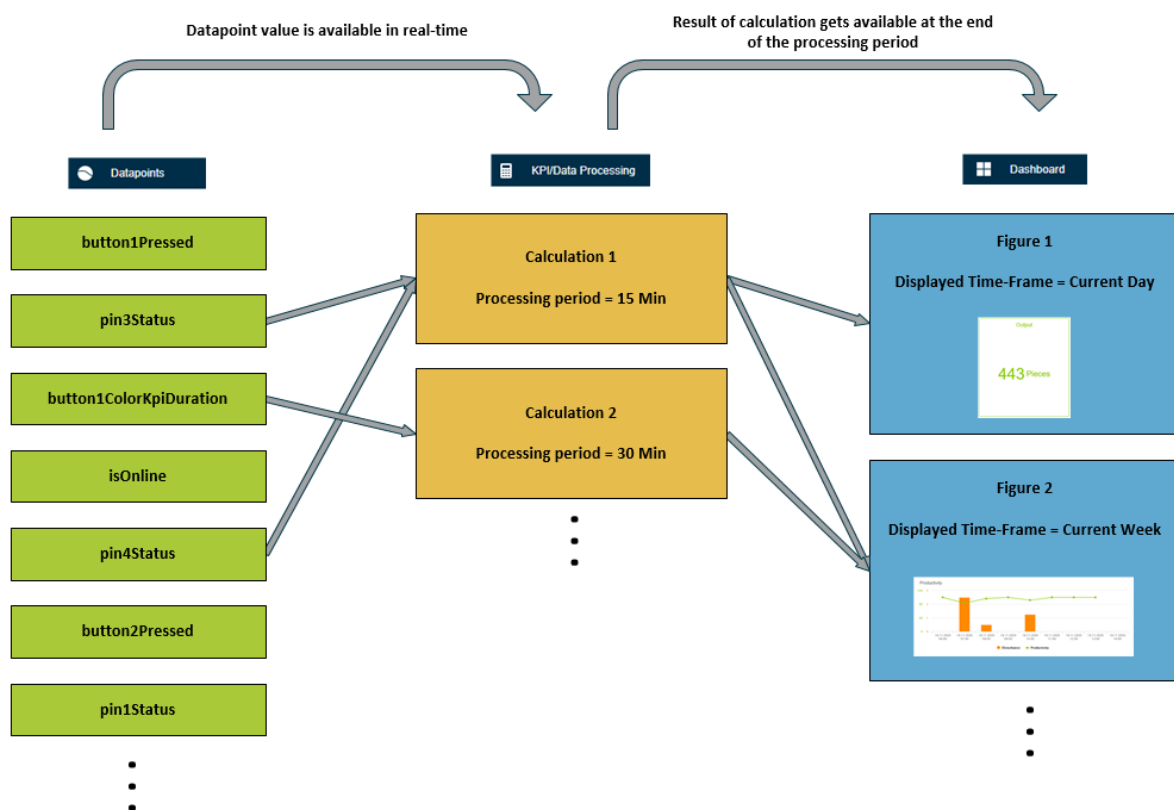 Datapoint value is available in real-time
Result of calculation gets available at the end
of the processing period
Datapoints
KPI/Data Processing
Dashboard
button1Pressed
pin3Status
button1ColorKpiDuration
isOnline
pin4Status
button2Pressed
pin1Status
Calculation 1
Processing period = 15 Min
Calculation 2
Processing period = 30 Min
Figure 1
Displayed Time-Frame = Current Day
Output
443 Pieces
Figure 2
Displayed Time-Frame = Current Week
Productivity
Productivity